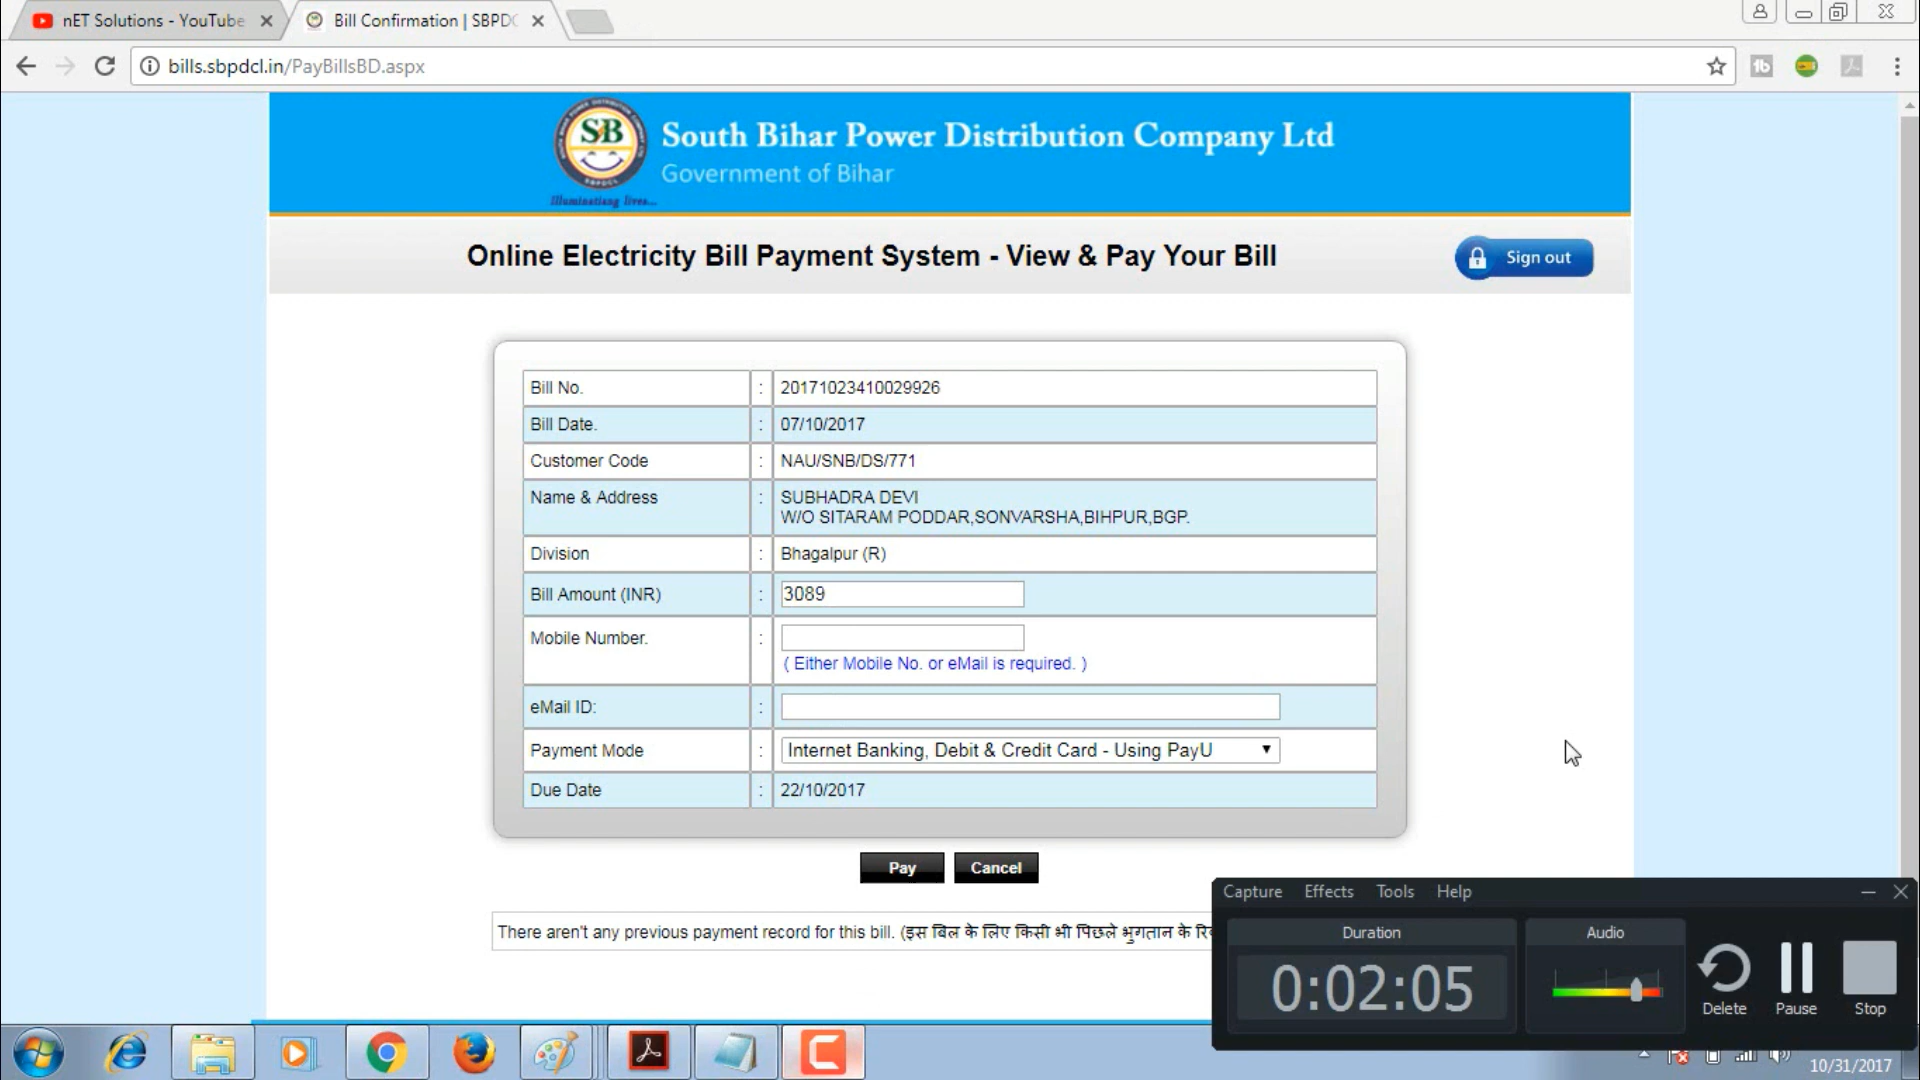 nET Solutions - YouTube
Bill Confirmation | SBPDC
bills.sbpdcl.in/PayBillsBD.aspx
SB
SBPDCL
Illuminatiang lives...
South Bihar Power Distribution Company Ltd
Government of Bihar
Online Electricity Bill Payment System - View & Pay Your Bill
Sign out
Bill No. : 20171023410029926
Bill Date. : 07/10/2017
Customer Code : NAU/SNB/DS/771
Name & Address : SUBHADRA DEVI
W/O SITARAM PODDAR,SONVARSHA,BIHPUR,BGP.
Division : Bhagalpur (R)
Bill Amount (INR) : 3089
Mobile Number. :
( Either Mobile No. or eMail is required. )
eMail ID: :
Payment Mode : Internet Banking, Debit & Credit Card - Using PayU
Due Date : 22/10/2017
Pay Cancel
There aren't any previous payment record for this bill. (इस बिल के लिए किसी भी पिछले भुगतान के
Capture Effects Tools Help
Duration
Audio
0:02:05
Delete Pause Stop
10/31/2017